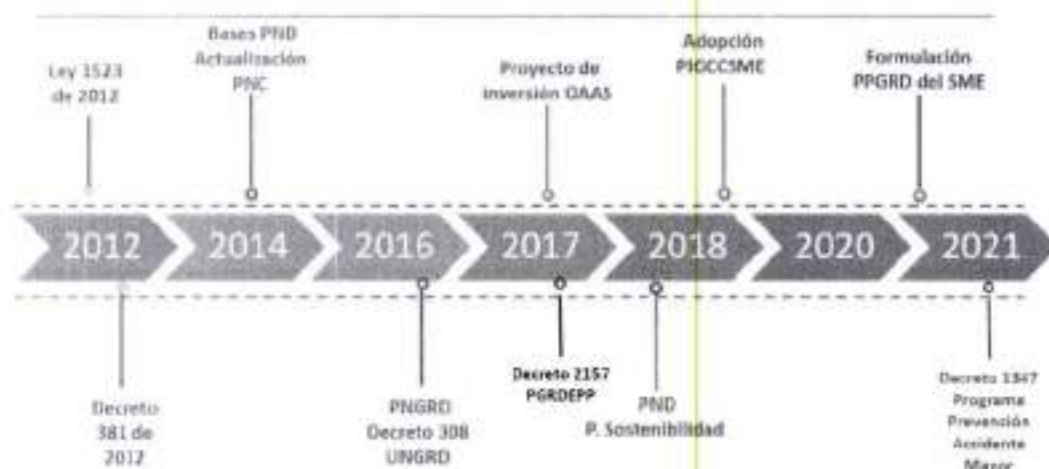 Ley 1523
de 2012
Bases PND
Actualización
PNC
Proyecto de
inversión OAAS
Adopción
PIGCCSME
Formulación
PPGRD del SME
2012
2014
2016
2017
2018
2020
2021
Decreto
381 de
2012
PNGRD
Decreto 308
UNGRD
Decreto 2157
PGRDEPP
PND
P. Sostenibilidad
Decreto 1347
Programa
Prevención
Accidente
Mayor